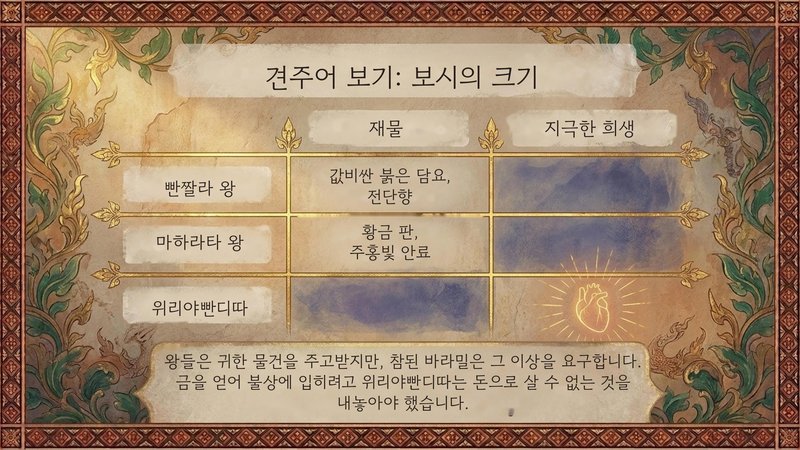 견주어 보기: 보시의 크기
재물
지극한 희생
빤짤라 왕
값비싼 붉은 담요,
전단향
마하라타 왕
황금 판,
주홍빛 안료
위리야빤디따
왕들은 귀한 물건을 주고받지만, 참된 바라밀은 그 이상을 요구합니다.
금을 얻어 불상에 입히려고 위리야빤디따는 돈으로 살 수 없는 것을
내놓아야 했습니다.